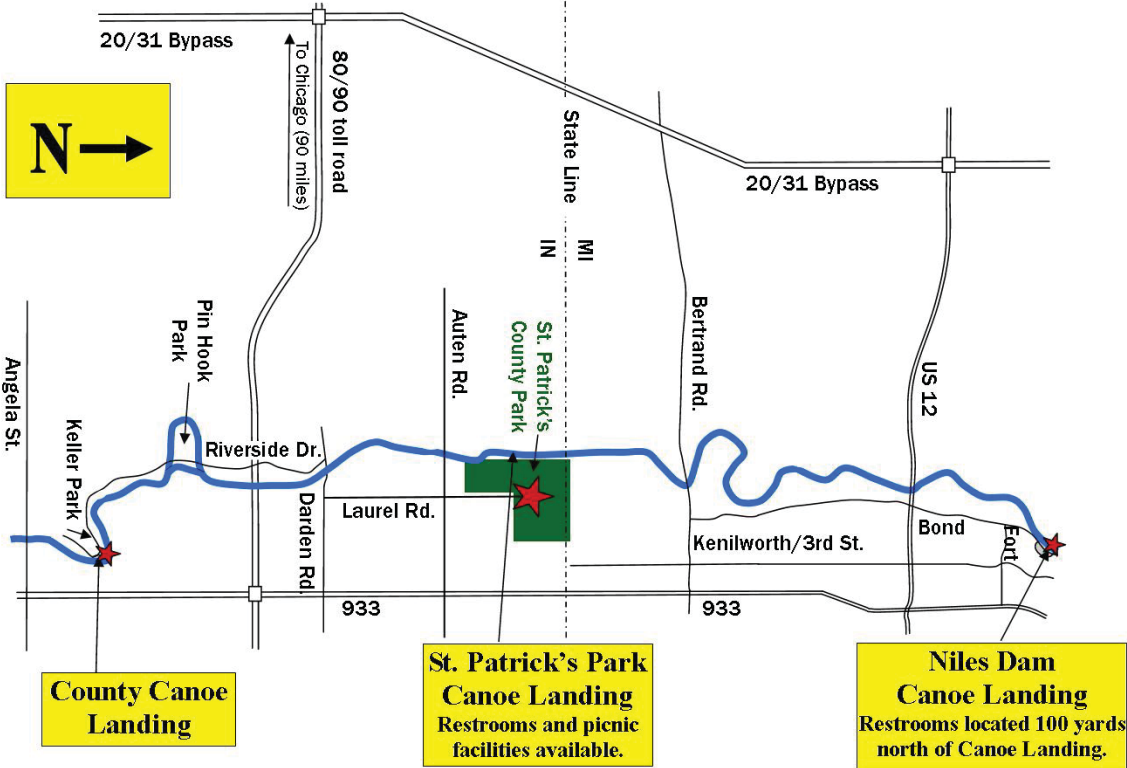 20/31 Bypass
To Chicago (90 miles)
80/90 toll road
State Line
N
20/31 Bypass
IN
MI
Pin Hook
Park
Auten Rd.
St. Patrick's
County Park
Bertrand Rd.
US 12
Angela St.
Keller Park
Riverside Dr.
Darden Rd.
Laurel Rd.
Kenilworth/3rd St.
Bond
Fort
933
933
County Canoe
Landing
St. Patrick's Park
Canoe Landing
Restrooms and picnic
facilities available.
Niles Dam
Canoe Landing
Restrooms located 100 yards
north of Canoe Landing.